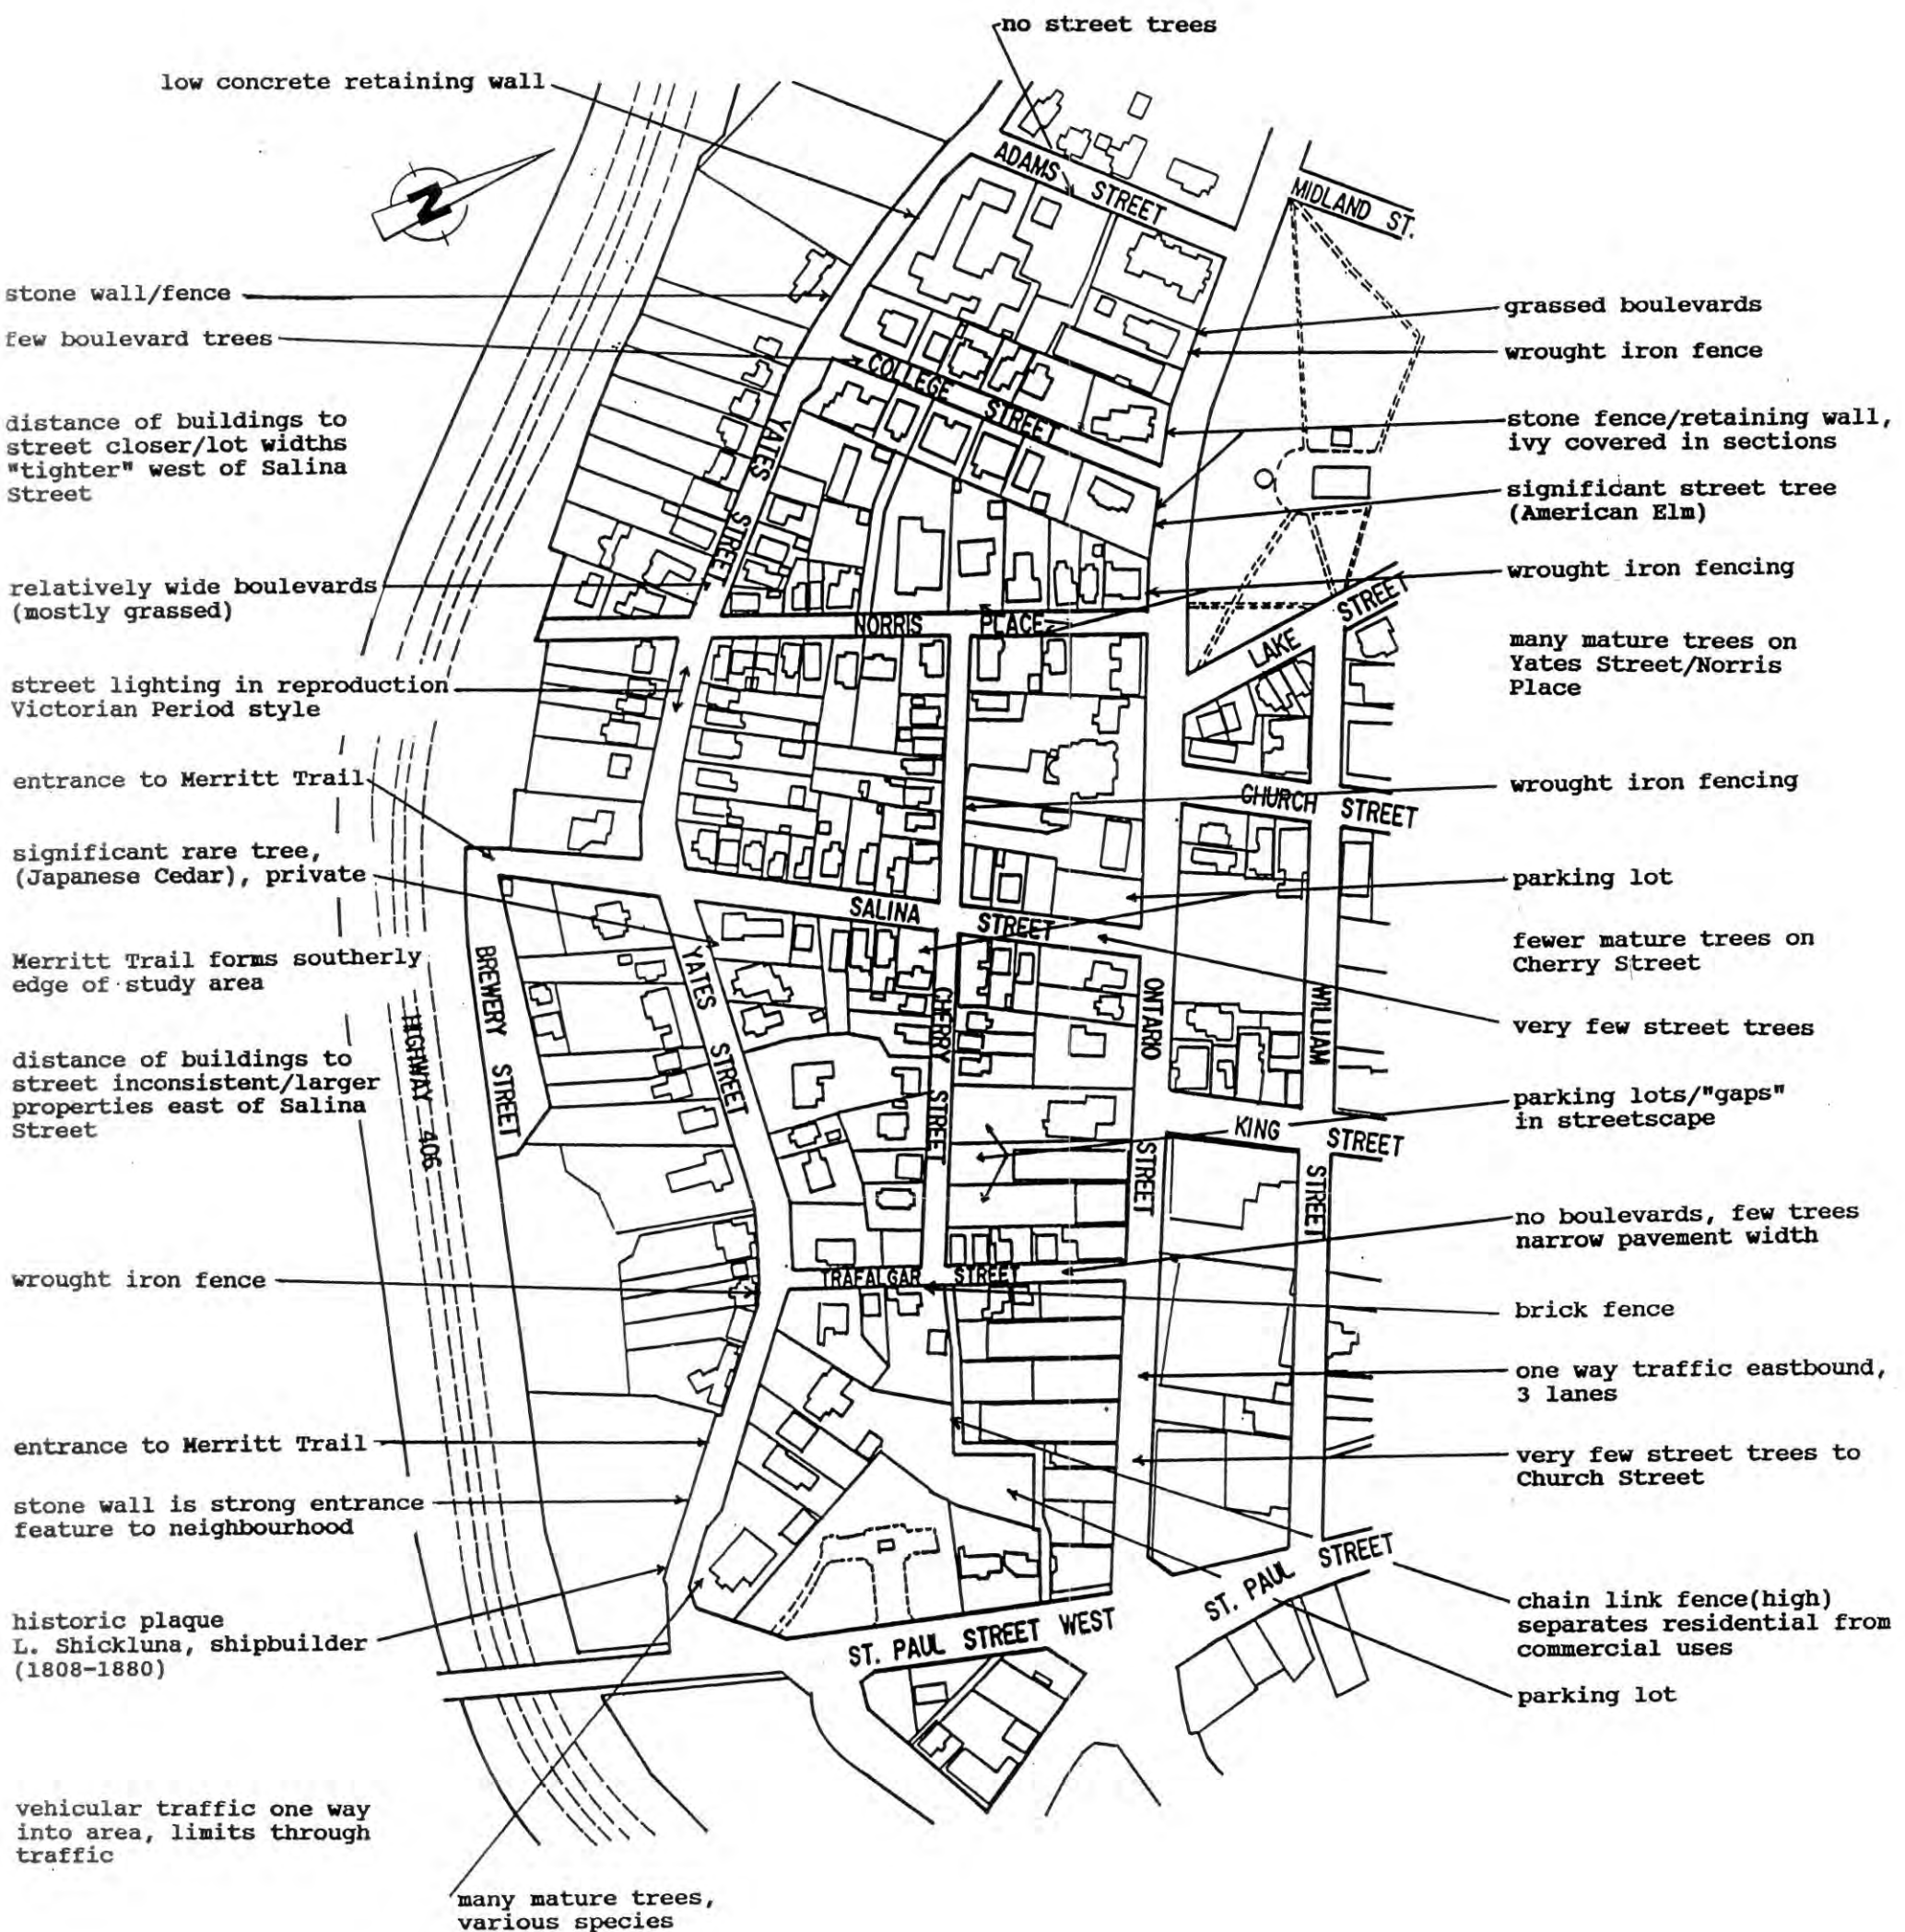 no street trees
low concrete retaining wall
N
stone wall/fence
few boulevard trees
distance of buildings to
street closer/lot widths
"tighter" west of Salina
Street
relatively wide boulevards
(mostly grassed)
street lighting in reproduction
Victorian Period style
entrance to Merritt Trail
significant rare tree,
(Japanese Cedar), private
Merritt Trail forms southerly
edge of study area
distance of buildings to
street inconsistent/larger
properties east of Salina
Street
wrought iron fence
entrance to Merritt Trail
stone wall is strong entrance
feature to neighbourhood
historic plaque
L. Shickluna, shipbuilder
(1808-1880)
vehicular traffic one way
into area, limits through
traffic
many mature trees,
various species
ADAMS STREET
MIDLAND ST.
COLLEGE STREET
YATES STREET
NORRIS PLACE
LAKE STREET
CHURCH STREET
SALINA STREET
BREWERY STREET
YATES STREET
CHERRY STREET
ONTARIO STREET
WILLIAM STREET
HIGHWAY 406
KING STREET
TRAFALGAR STREET
ST. PAUL STREET
ST. PAUL STREET WEST
grassed boulevards
wrought iron fence
stone fence/retaining wall,
ivy covered in sections
significant street tree
(American Elm)
wrought iron fencing
many mature trees on
Yates Street/Norris
Place
wrought iron fencing
parking lot
fewer mature trees on
Cherry Street
very few street trees
parking lots/"gaps"
in streetscape
no boulevards, few trees
narrow pavement width
brick fence
one way traffic eastbound,
3 lanes
very few street trees to
Church Street
chain link fence(high)
separates residential from
commercial uses
parking lot